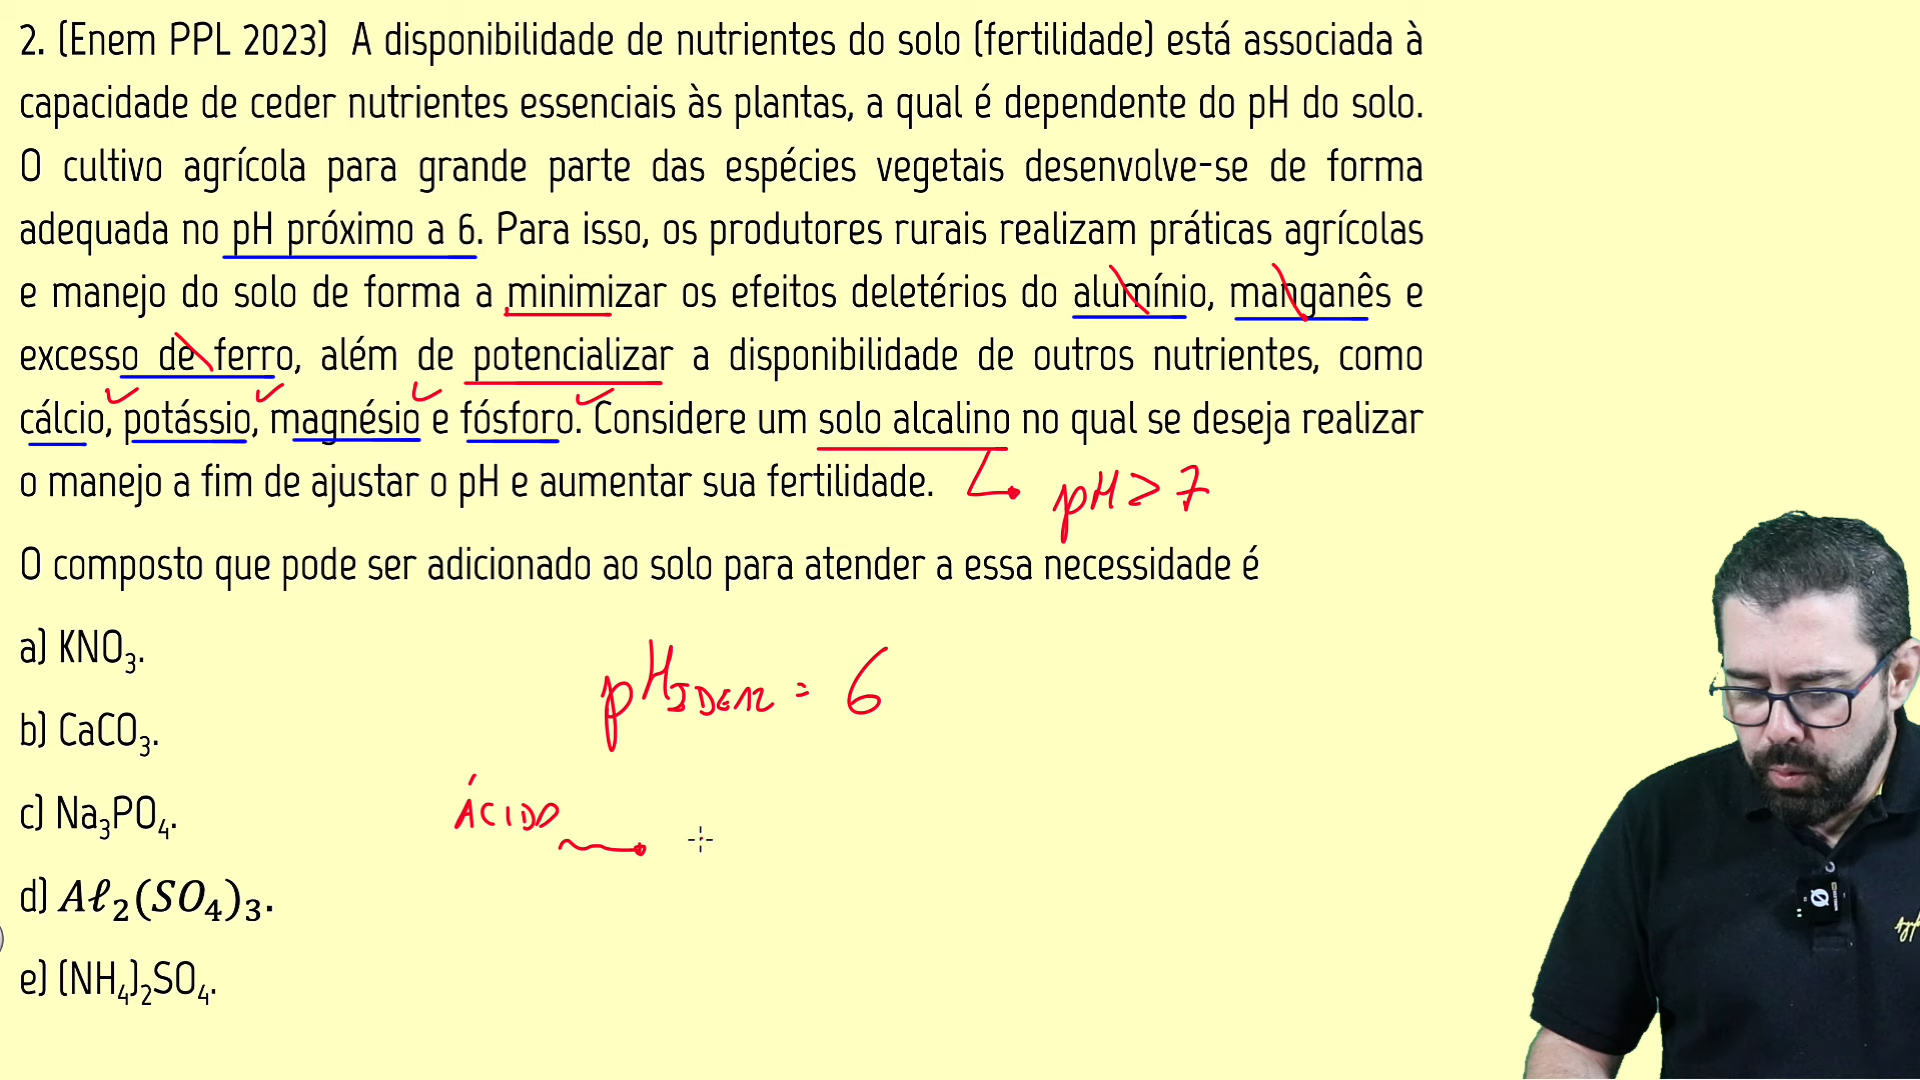 2. (Enem PPL 2023) A disponibilidade de nutrientes do solo (fertilidade) está associada à
capacidade de ceder nutrientes essenciais às plantas, a qual é dependente do pH do solo.
O cultivo agrícola para grande parte das espécies vegetais desenvolve-se de forma
adequada no pH próximo a 6. Para isso, os produtores rurais realizam práticas agrícolas
e manejo do solo de forma a minimizar os efeitos deletérios do alumínio, manganês e
excesso de ferro, além de potencializar a disponibilidade de outros nutrientes, como
cálcio, potássio, magnésio e fósforo. Considere um solo alcalino no qual se deseja realizar
o manejo a fim de ajustar o pH e aumentar sua fertilidade.
pH > 7
O composto que pode ser adicionado ao solo para atender a essa necessidade é
a) KNO₃.
pH IDEAL = 6
b) CaCO₃.
c) Na₃PO₄.
ÁCIDO
d) Aℓ₂(SO₄)₃.
e) (NH₄)₂SO₄.